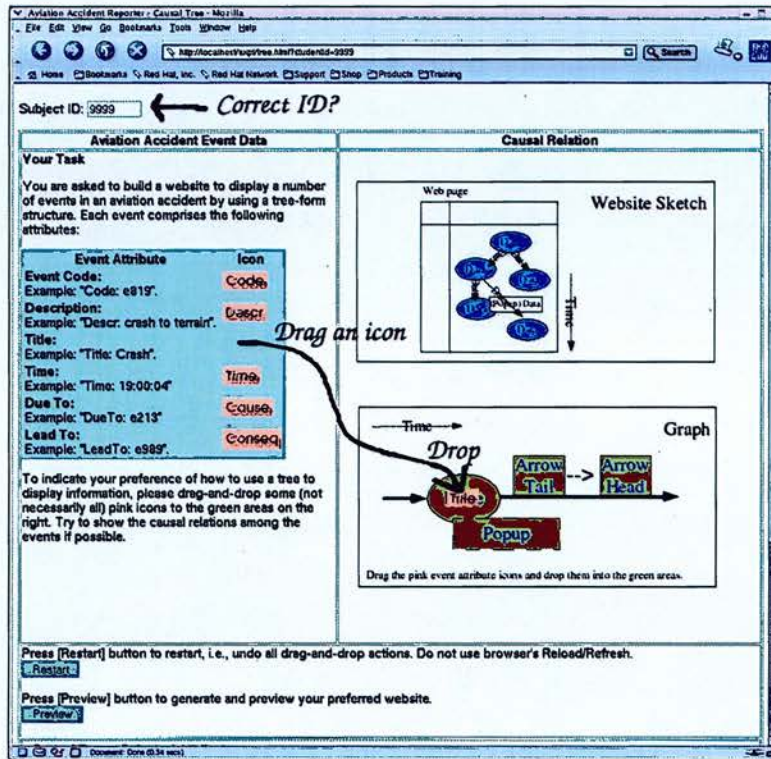 Aviation Accident Reporter - Causal Tree - Mozilla
File Edit View Go Bookmarks Tools Window Help
Search
Home Bookmarks Red Hat, Inc. Red Hat Network Support Shop Products Training
Subject ID: 9999
Correct ID?
Aviation Accident Event Data
Causal Relation
Your Task
You are asked to build a website to display a number
of events in an aviation accident by using a tree-form
structure. Each event comprises the following
attributes:
Event Attribute Icon
Event Code: Code
Example: "Code: e819".
Description: Descr
Example: "Descr: crash to terrain".
Title:
Example: "Title: Crash".
Time: Time
Example: "Time: 19:00:04"
Due To: Cause
Example: "DueTo: e213"
Lead To: Conseq
Example: "LeadTo: e989".
To indicate your preference of how to use a tree to
display information, please drag-and-drop some (not
necessarily all) pink icons to the green areas on the
right. Try to show the causal relations among the
events if possible.
Drag an icon
Web page
Website Sketch
(Popup) Data
Time
Time
Graph
Drop
Title
Arrow
Tail
-->
Arrow
Head
Popup
Drag the pink event attribute icons and drop them into the green areas.
Press [Restart] button to restart, i.e., undo all drag-and-drop actions. Do not use browser's Reload/Refresh.
Restart
Press [Preview] button to generate and preview your preferred website.
Preview
Document: Done (0.34 secs)